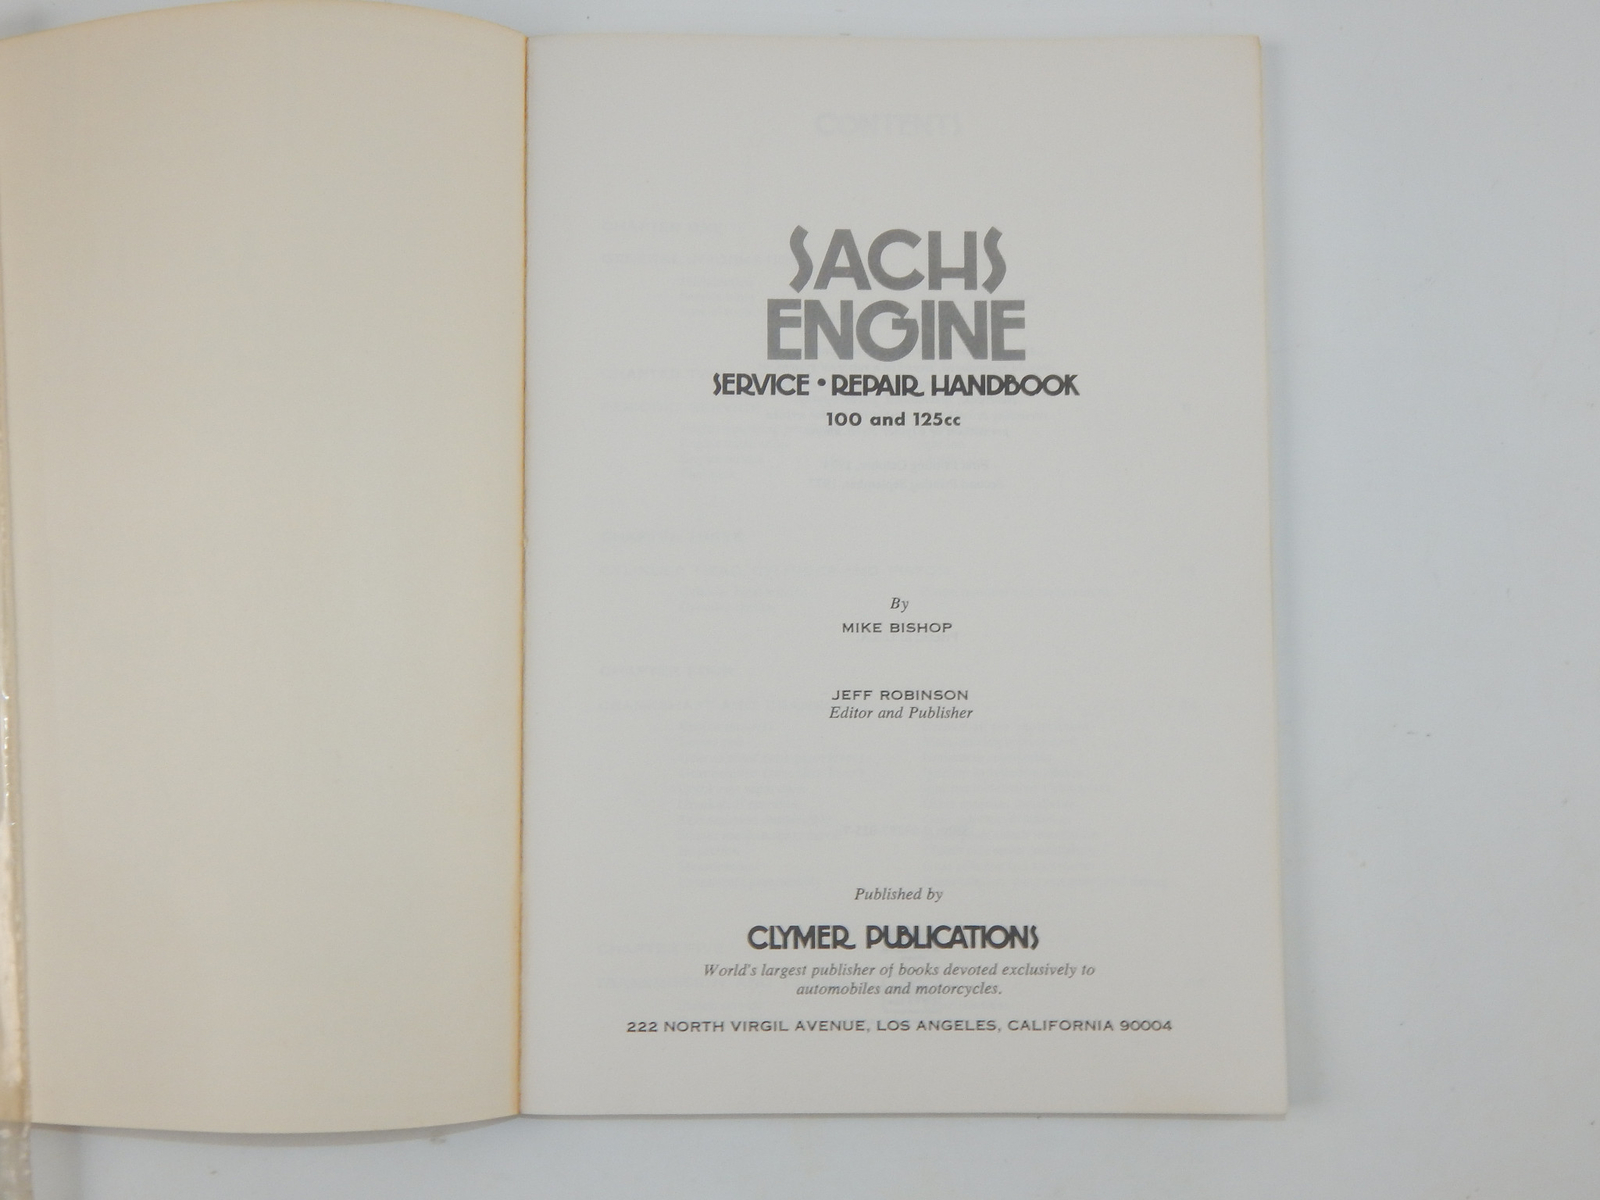 SACHS
ENGINE
SERVICE • REPAIR HANDBOOK
100 and 125cc
By
MIKE BISHOP
JEFF ROBINSON
Editor and Publisher
Published by
CLYMER PUBLICATIONS
World's largest publisher of books devoted exclusively to
automobiles and motorcycles.
222 NORTH VIRGIL AVENUE, LOS ANGELES, CALIFORNIA 90004